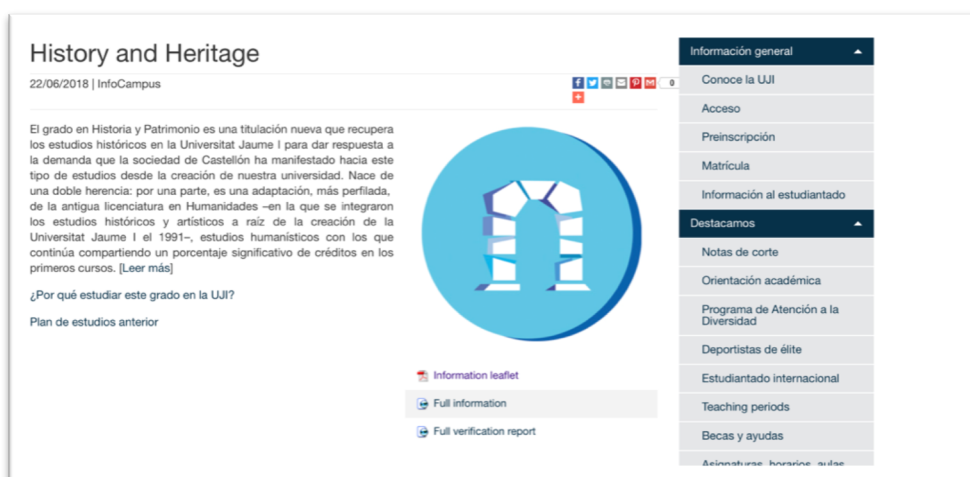 History and Heritage
22/06/2018 | InfoCampus
0
El grado en Historia y Patrimonio es una titulación nueva que recupera
los estudios históricos en la Universitat Jaume I para dar respuesta a
la demanda que la sociedad de Castellón ha manifestado hacia este
tipo de estudios desde la creación de nuestra universidad. Nace de
una doble herencia: por una parte, es una adaptación, más perfilada,
de la antigua licenciatura en Humanidades –en la que se integraron
los estudios históricos y artísticos a raíz de la creación de la
Universitat Jaume I el 1991–, estudios humanísticos con los que
continúa compartiendo un porcentaje significativo de créditos en los
primeros cursos. [Leer más]
¿Por qué estudiar este grado en la UJI?
Plan de estudios anterior
Information leaflet
Full information
Full verification report
Información general
Conoce la UJI
Acceso
Preinscripción
Matrícula
Información al estudiantado
Destacamos
Notas de corte
Orientación académica
Programa de Atención a la
Diversidad
Deportistas de élite
Estudiantado internacional
Teaching periods
Becas y ayudas
Asignaturas, horarios, aulas